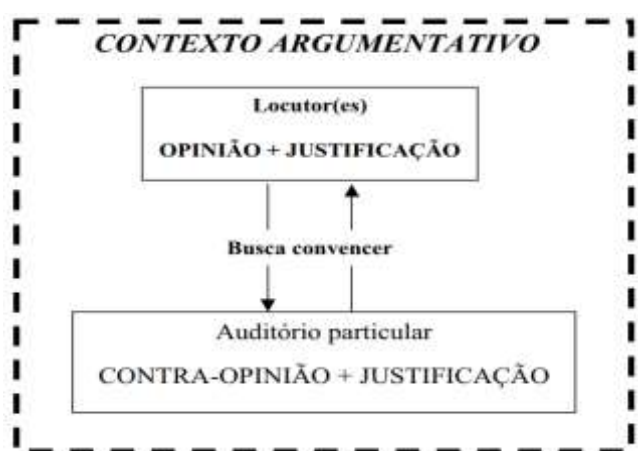 CONTEXTO ARGUMENTATIVO
Locutor(es)
OPINIÃO + JUSTIFICAÇÃO
Busca convencer
Auditório particular
CONTRA-OPINIÃO + JUSTIFICAÇÃO